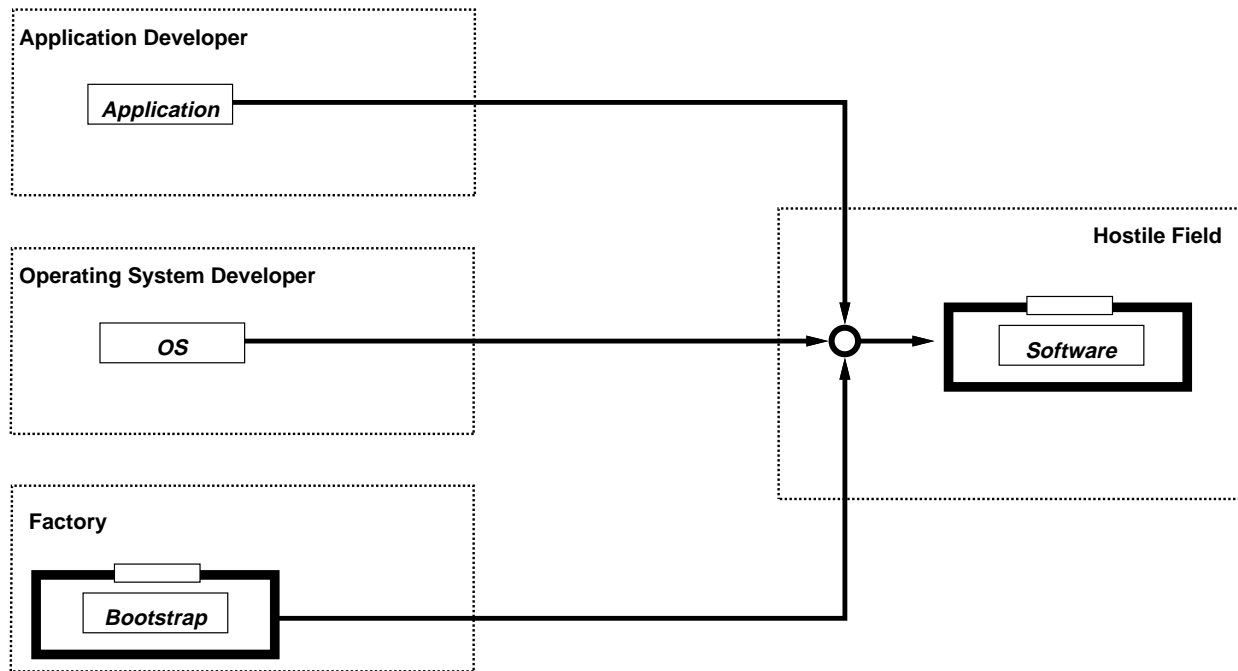 Application Developer
Application
Operating System Developer
OS
Factory
Bootstrap
Hostile Field
Software